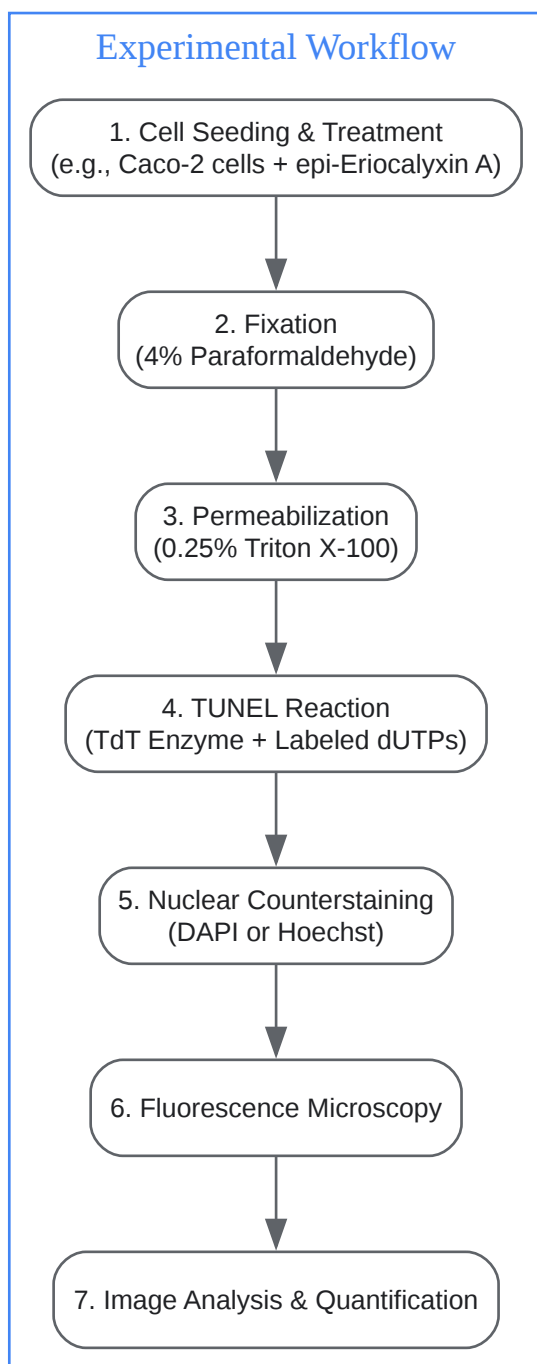 Experimental Workflow
1. Cell Seeding & Treatment
(e.g., Caco-2 cells + epi-Eriocalyxin A)
2. Fixation
(4% Paraformaldehyde)
3. Permeabilization
(0.25% Triton X-100)
4. TUNEL Reaction
(TdT Enzyme + Labeled dUTPs)
5. Nuclear Counterstaining
(DAPI or Hoechst)
6. Fluorescence Microscopy
7. Image Analysis & Quantification